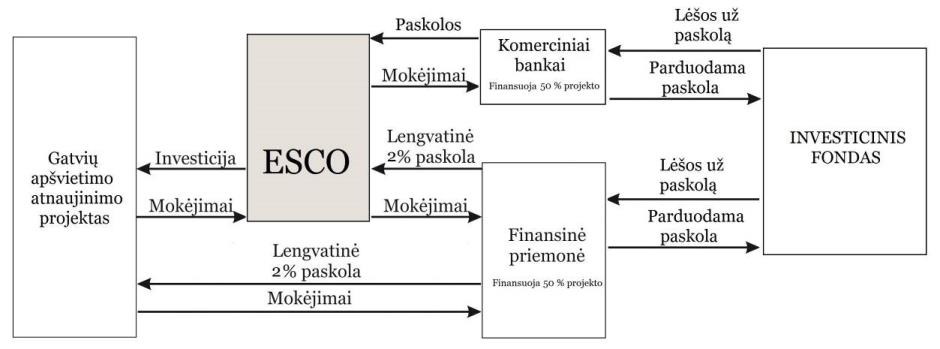 Gatvių
apšvietimo
atnaujinimo
projektas
Investicija
Mokėjimai
ESCO
Paskolos
Mokėjimai
Lengvatinė
2% paskola
Mokėjimai
Lengvatinė
2% paskola
Mokėjimai
Komerciniai
bankai
Finansuoja 50 % projekto
Finansinė
priemonė
Finansuoja 50 % projekto
Lėšos už
paskolą
Parduodama
paskola
Lėšos už
paskolą
Parduodama
paskola
INVESTICINIS
FONDAS